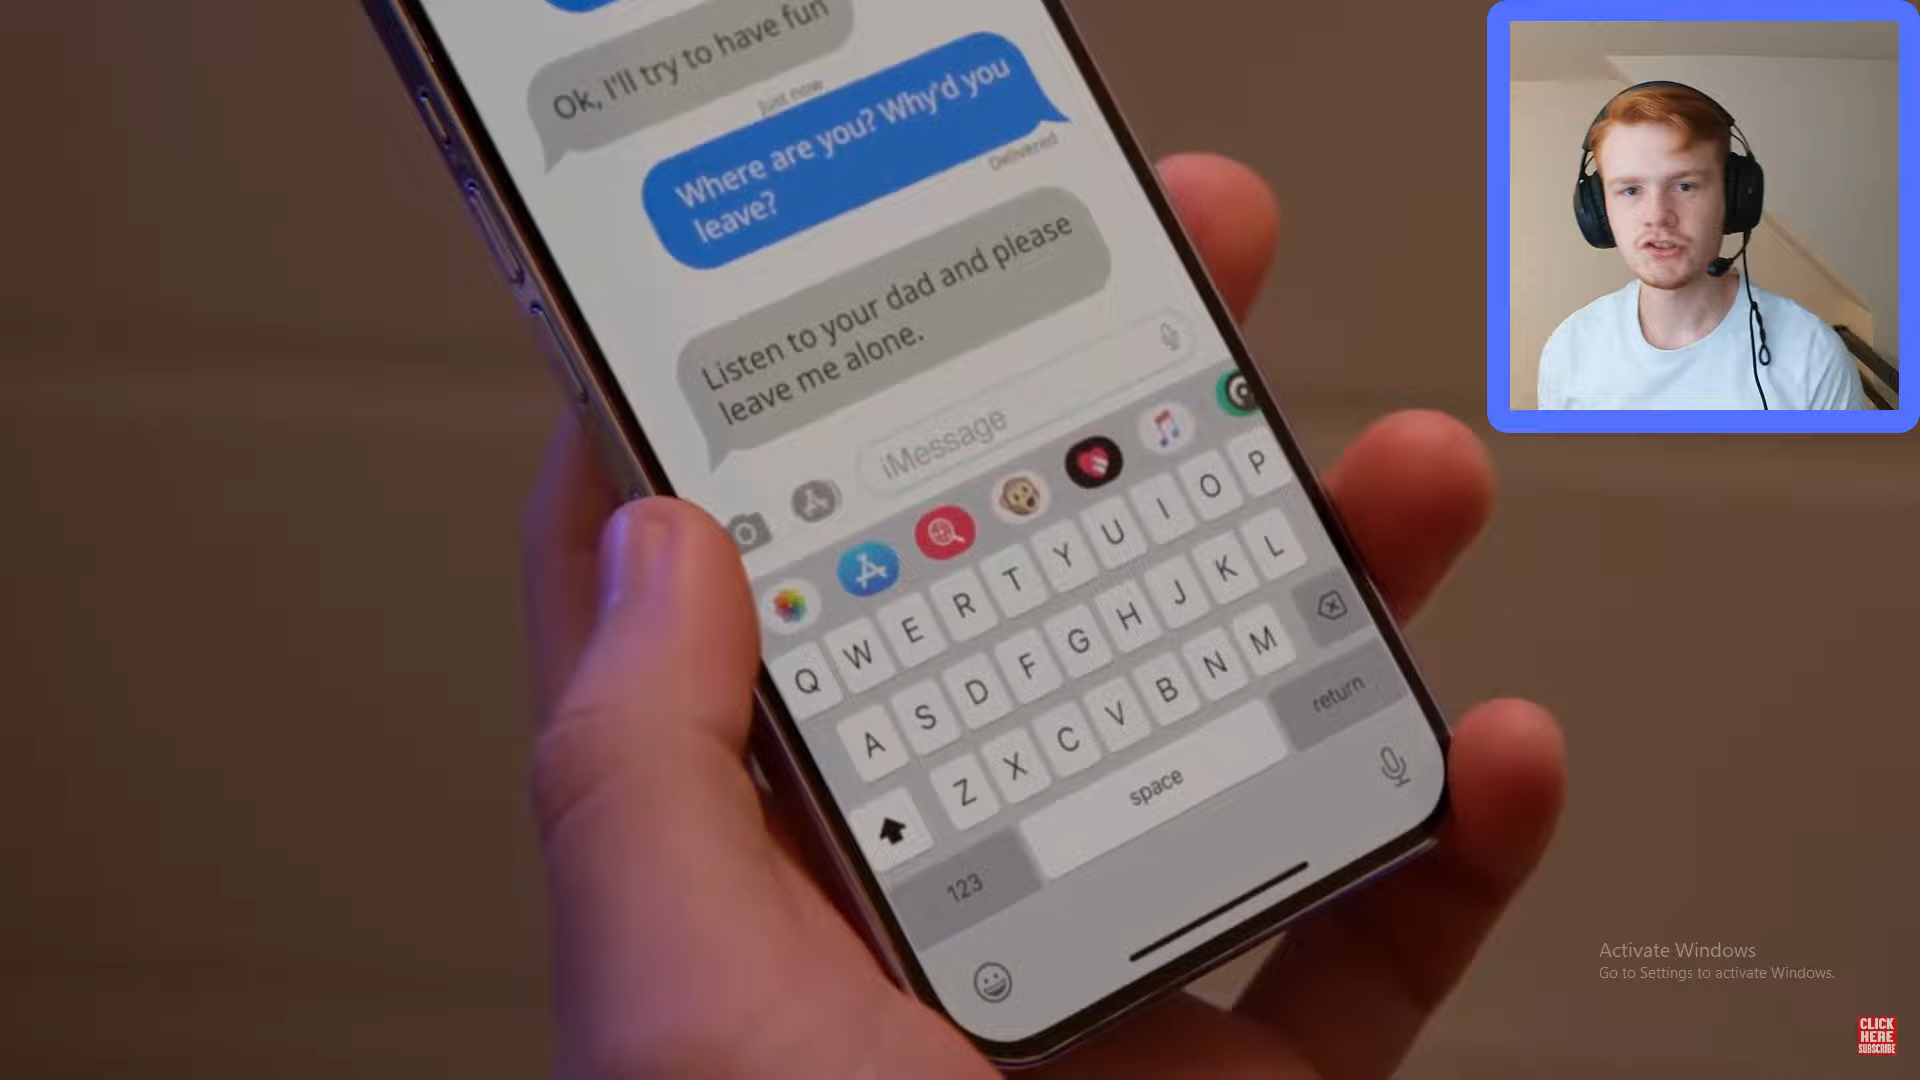 Ok, I'll try to have fun
Just now
Where are you? Why'd you
leave?
Delivered
Listen to your dad and please
leave me alone.
iMessage
Q W E R T Y U I O P
A S D F G H J K L
Z X C V B N M
123
space
return
Activate Windows
Go to Settings to activate Windows.
CLICK
HERE
SUBSCRIBE